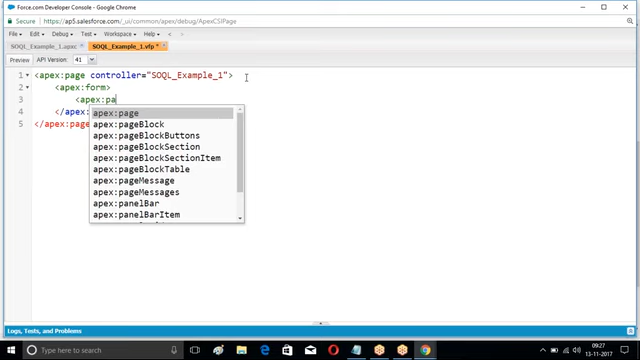 Force.com Developer Console - Google Chrome
https://ap5.salesforce.com/_ui/common/apex/debug/ApexCSIPage
File Edit Debug Test Workspace Help < >
SOQL_Example_1.apxc SOQL_Example_1.vfp *
Preview API Version: 41
1 <apex:page controller="SOQL_Example_1">
2 <apex:form>
3 <apex:pa
4 </apex:
5 </apex:page
apex:page
apex:pageBlock
apex:pageBlockButtons
apex:pageBlockSection
apex:pageBlockSectionItem
apex:pageBlockTable
apex:pageMessage
apex:pageMessages
apex:panelBar
apex:panelBarItem
Logs, Tests, and Problems
Type here to search
09:27
13-11-2017